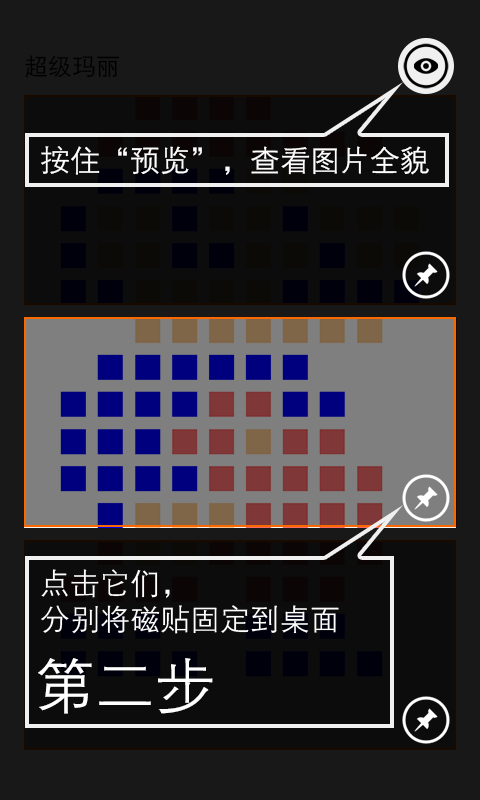 超级玛丽
按住“预览”，查看图片全貌
点击它们，
分别将磁贴固定到桌面
第二步